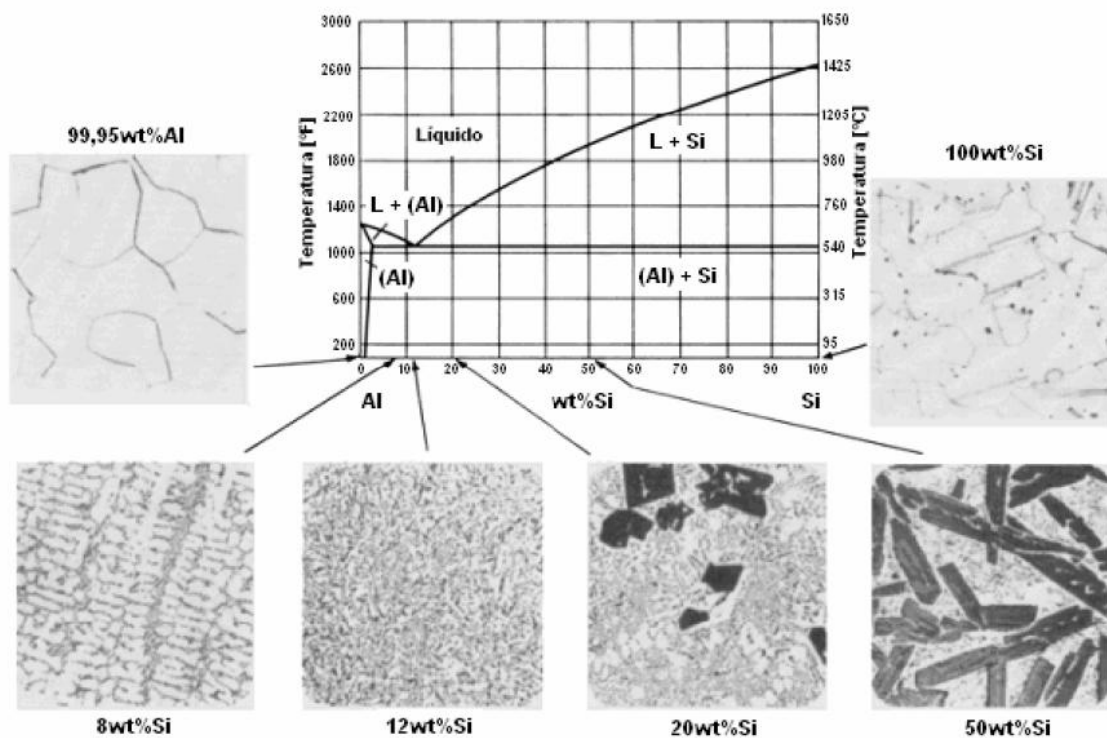 3000
2600
2200
1800
1400
1000
600
200
Temperatura [ºF]
1650
1425
1205
980
760
540
315
95
Temperatura [ºC]
Líquido
L + Si
L + (Al)
(Al)
(Al) + Si
0 10 20 30 40 50 60 70 80 90 100
Al wt%Si Si
99,95wt%Al
100wt%Si
8wt%Si
12wt%Si
20wt%Si
50wt%Si